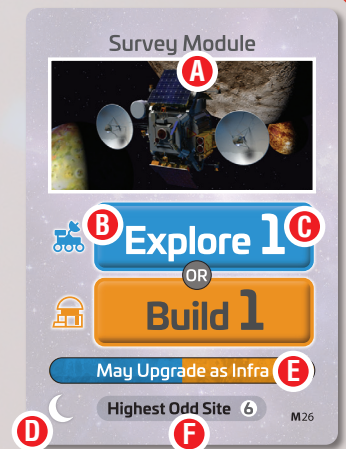 Survey Module
A
B Explore 1 C
OR
Build 1
May Upgrade as Infra E
Highest Odd Site 6
M26
D
F